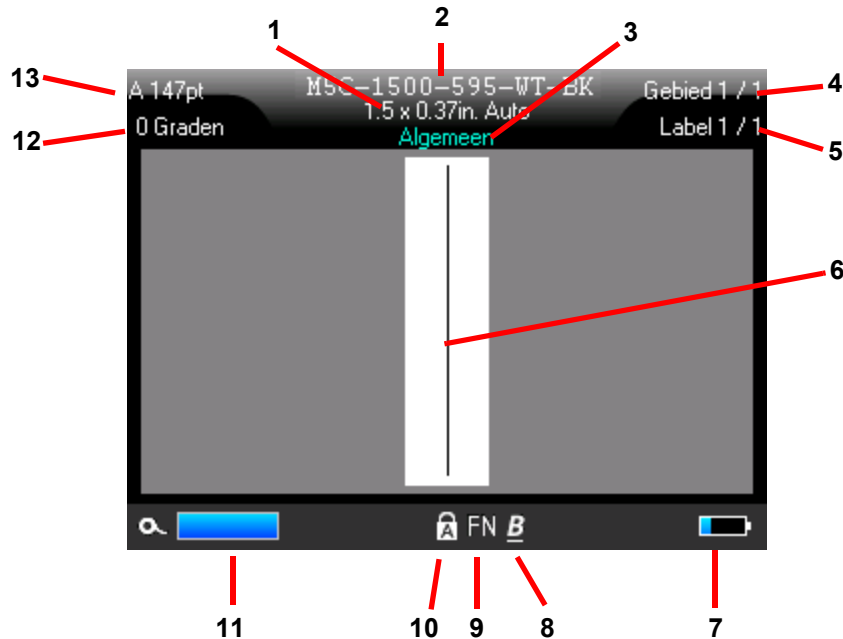 1
2
3
13
A 147pt
M5C-1500-595-WT-BK
Gebied 1 / 1
4
1.5 x 0.37in. Auto
12
0 Graden
Algemeen
Label 1 / 1
5
6
A
FN
B
11
10
9
8
7